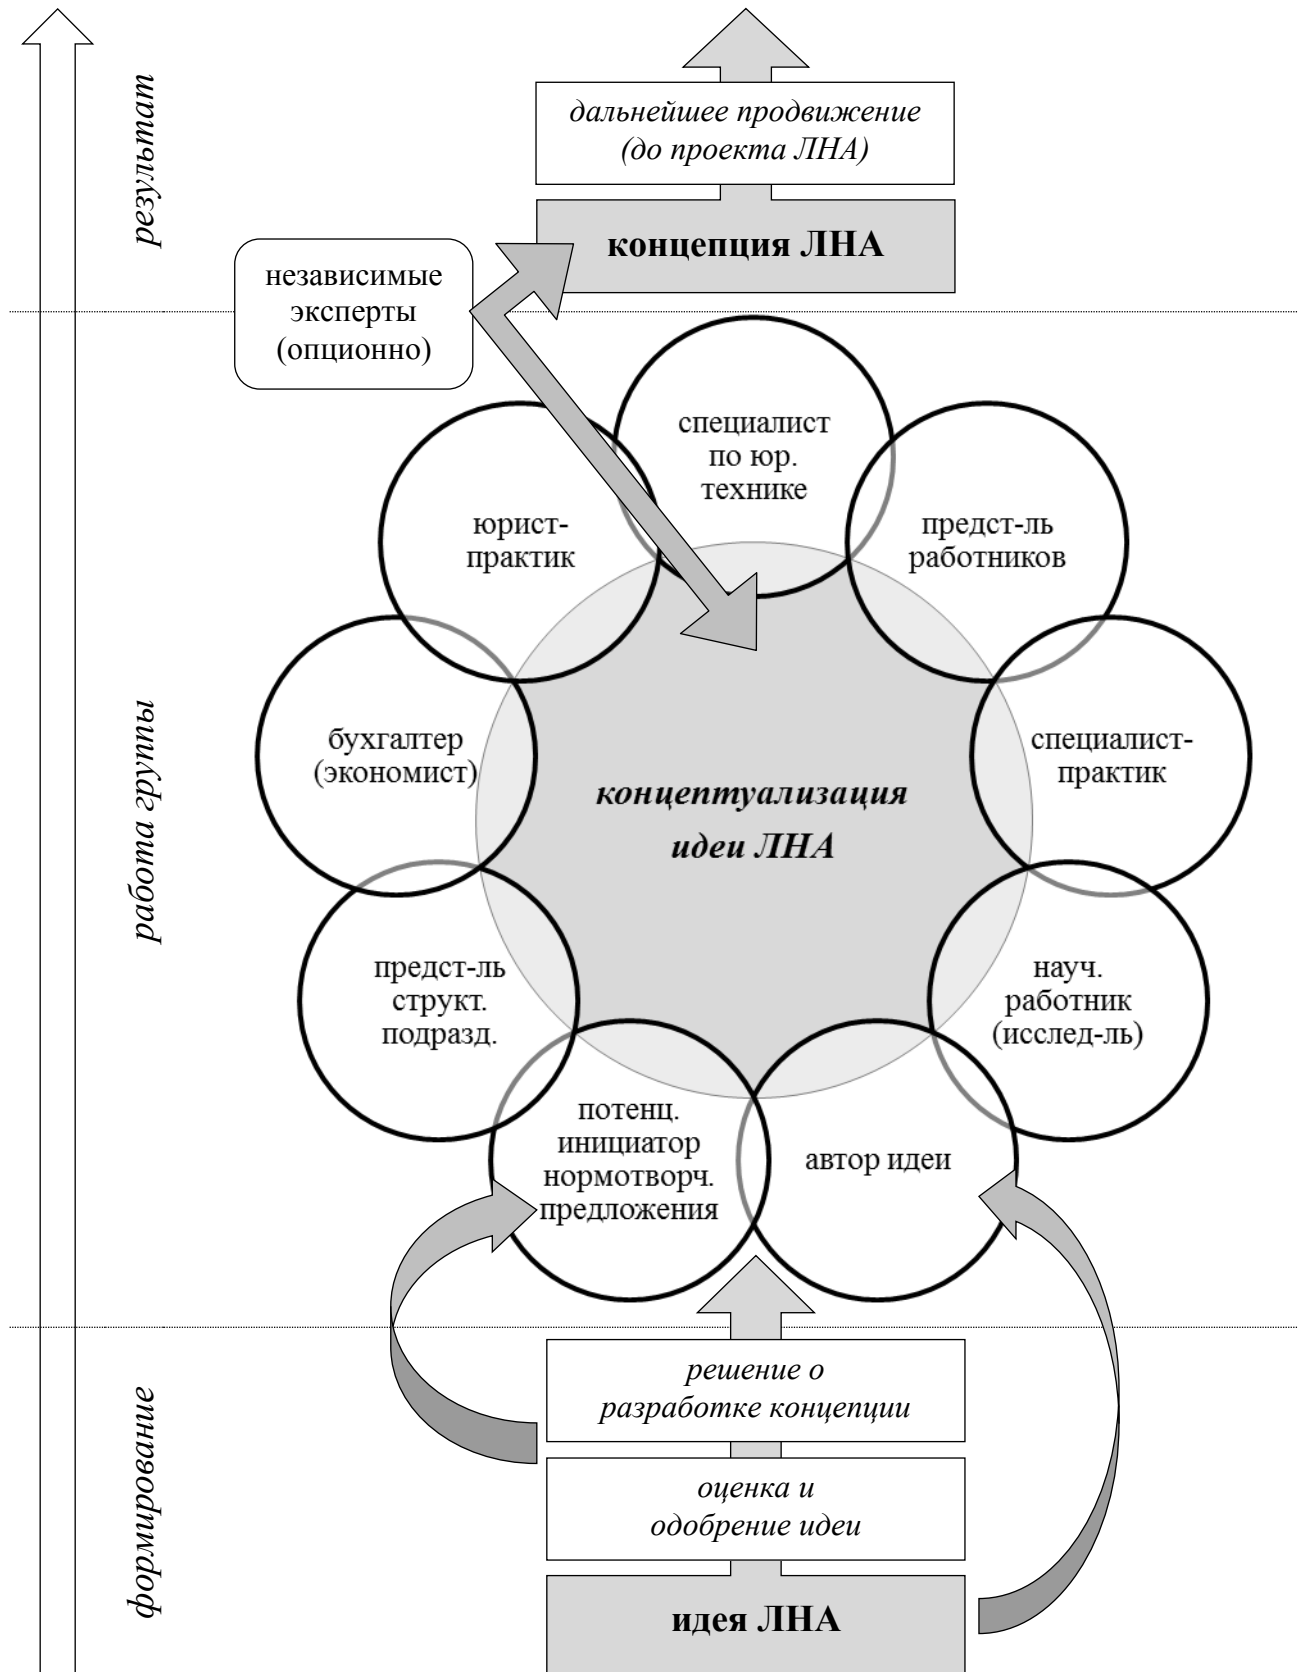 результат
дальнейшее продвижение
(до проекта ЛНА)
концепция ЛНА
независимые
эксперты
(опционно)
работа группы
специалист
по юр.
технике
юрист-
практик
предст-ль
работников
бухгалтер
(экономист)
специалист-
практик
концептуализация
идеи ЛНА
предст-ль
структ.
подразд.
науч.
работник
(исслед-ль)
потенц.
инициатор
нормотворч.
предложения
автор идеи
формирование
решение о
разработке концепции
оценка и
одобрение идеи
идея ЛНА